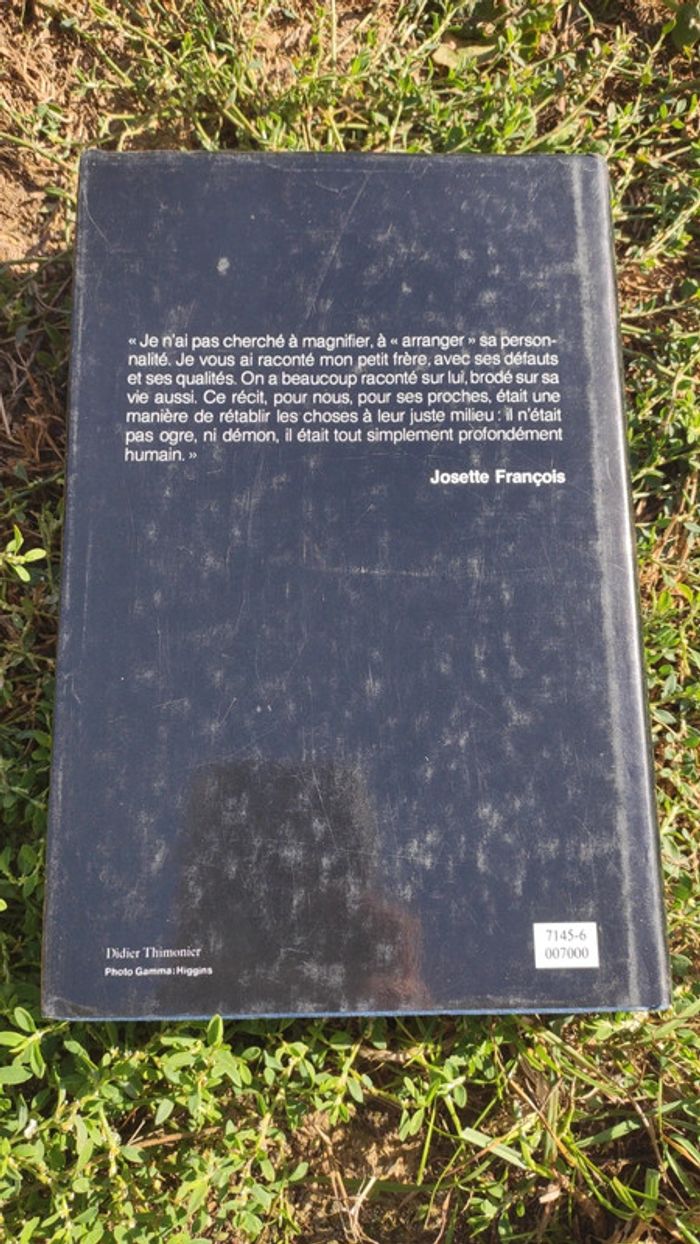 « Je n'ai pas cherché à magnifier, à « arranger » sa person-
nalité. Je vous ai raconté mon petit frère, avec ses défauts
et ses qualités. On a beaucoup raconté sur lui, brodé sur sa
vie aussi. Ce récit, pour nous, pour ses proches, était une
manière de rétablir les choses à leur juste milieu : il n'était
pas ogre, ni démon, il était tout simplement profondément
humain. »
Josette François
Didier Thimonier
Photo Gamma: Higgins
7145-6
007000